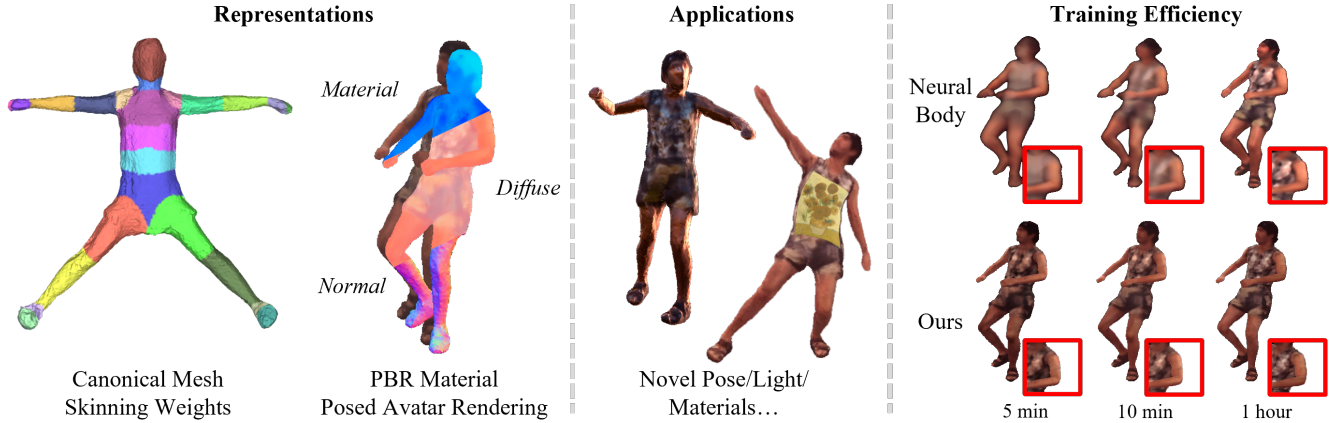 Representations
Material
Diffuse
Normal
Canonical Mesh
Skinning Weights
PBR Material
Posed Avatar Rendering
Applications
Novel Pose/Light/
Materials…
Training Efficiency
Neural
Body
Ours
5 min
10 min
1 hour